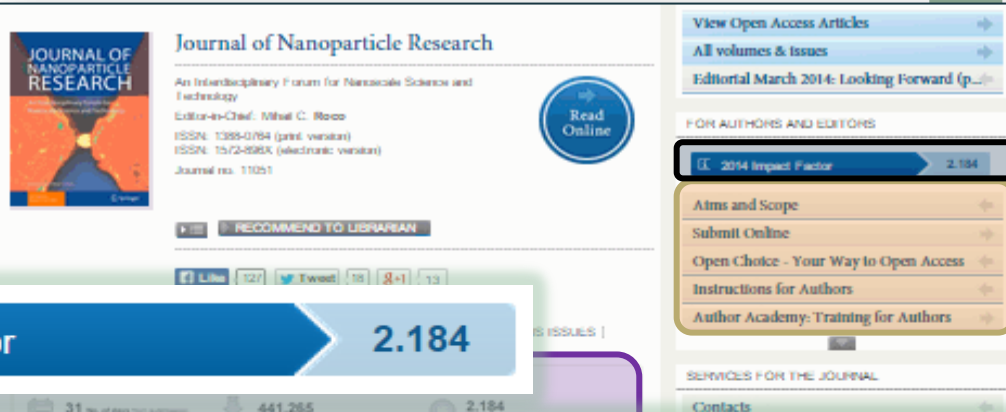 JOURNAL OF
NANOPARTICLE
RESEARCH
Springer
Journal of Nanoparticle Research
An Interdisciplinary Forum for Nanoscale Science and
Technology
Editor-in-Chief: Mihail C. Roco
ISSN: 1388-0764 (print version)
ISSN: 1572-896X (electronic version)
Journal no. 11051
Read
Online
RECOMMEND TO LIBRARIAN
Like 127 Tweet 18 g+1 13
S ISSUES ]
or 2.184
31
441,265
2.184
View Open Access Articles
All volumes & issues
Editorial March 2014: Looking Forward (p...
FOR AUTHORS AND EDITORS
2014 Impact Factor 2.184
Aims and Scope
Submit Online
Open Choice - Your Way to Open Access
Instructions for Authors
Author Academy: Training for Authors
SERVICES FOR THE JOURNAL
Contacts